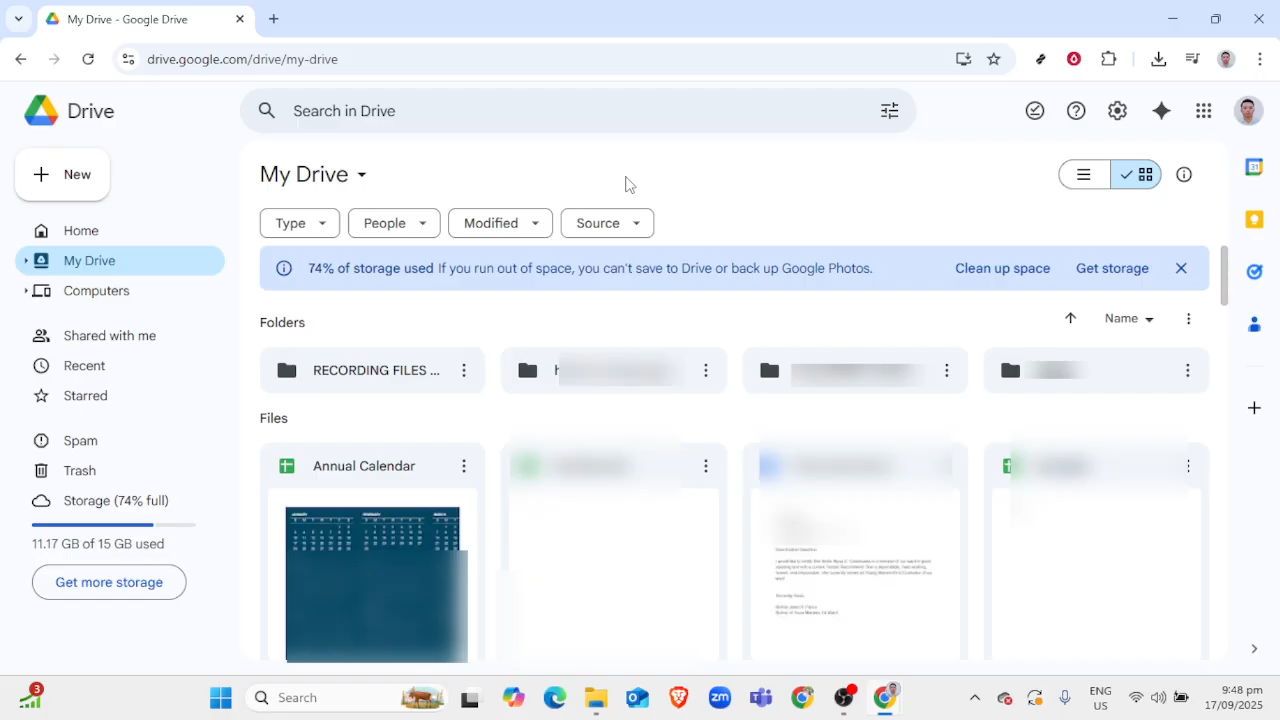 My Drive - Google Drive
drive.google.com/drive/my-drive
Drive
Search in Drive
New
My Drive
Type
People
Modified
Source
Home
My Drive
Computers
74% of storage used If you run out of space, you can't save to Drive or back up Google Photos.
Clean up space
Get storage
Folders
Name
Shared with me
Recent
Starred
RECORDING FILES ...
h
Files
Spam
Trash
Storage (74% full)
11.17 GB of 15 GB used
Get more storage
Annual Calendar
31
3
Search
zm
ENG
US
9:48 pm
17/09/2025